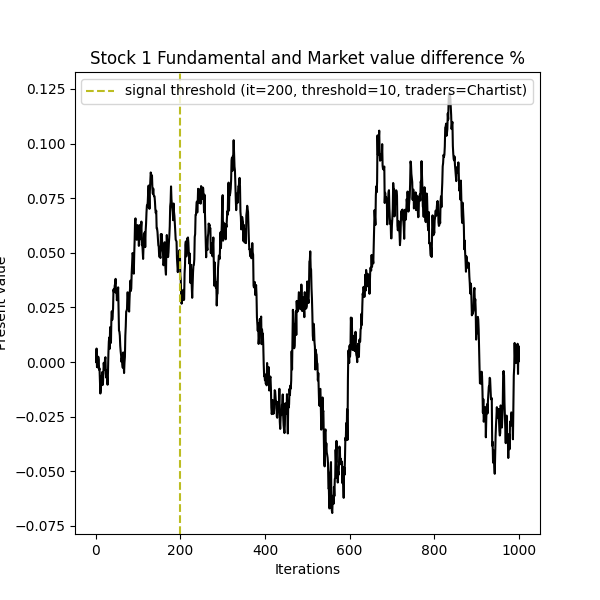 Stock 1 Fundamental and Market value difference %
signal threshold (it=200, threshold=10, traders=Chartist)
0.125
0.100
0.075
0.050
0.025
0.000
−0.025
−0.050
−0.075
Present value
0 200 400 600 800 1000
Iterations